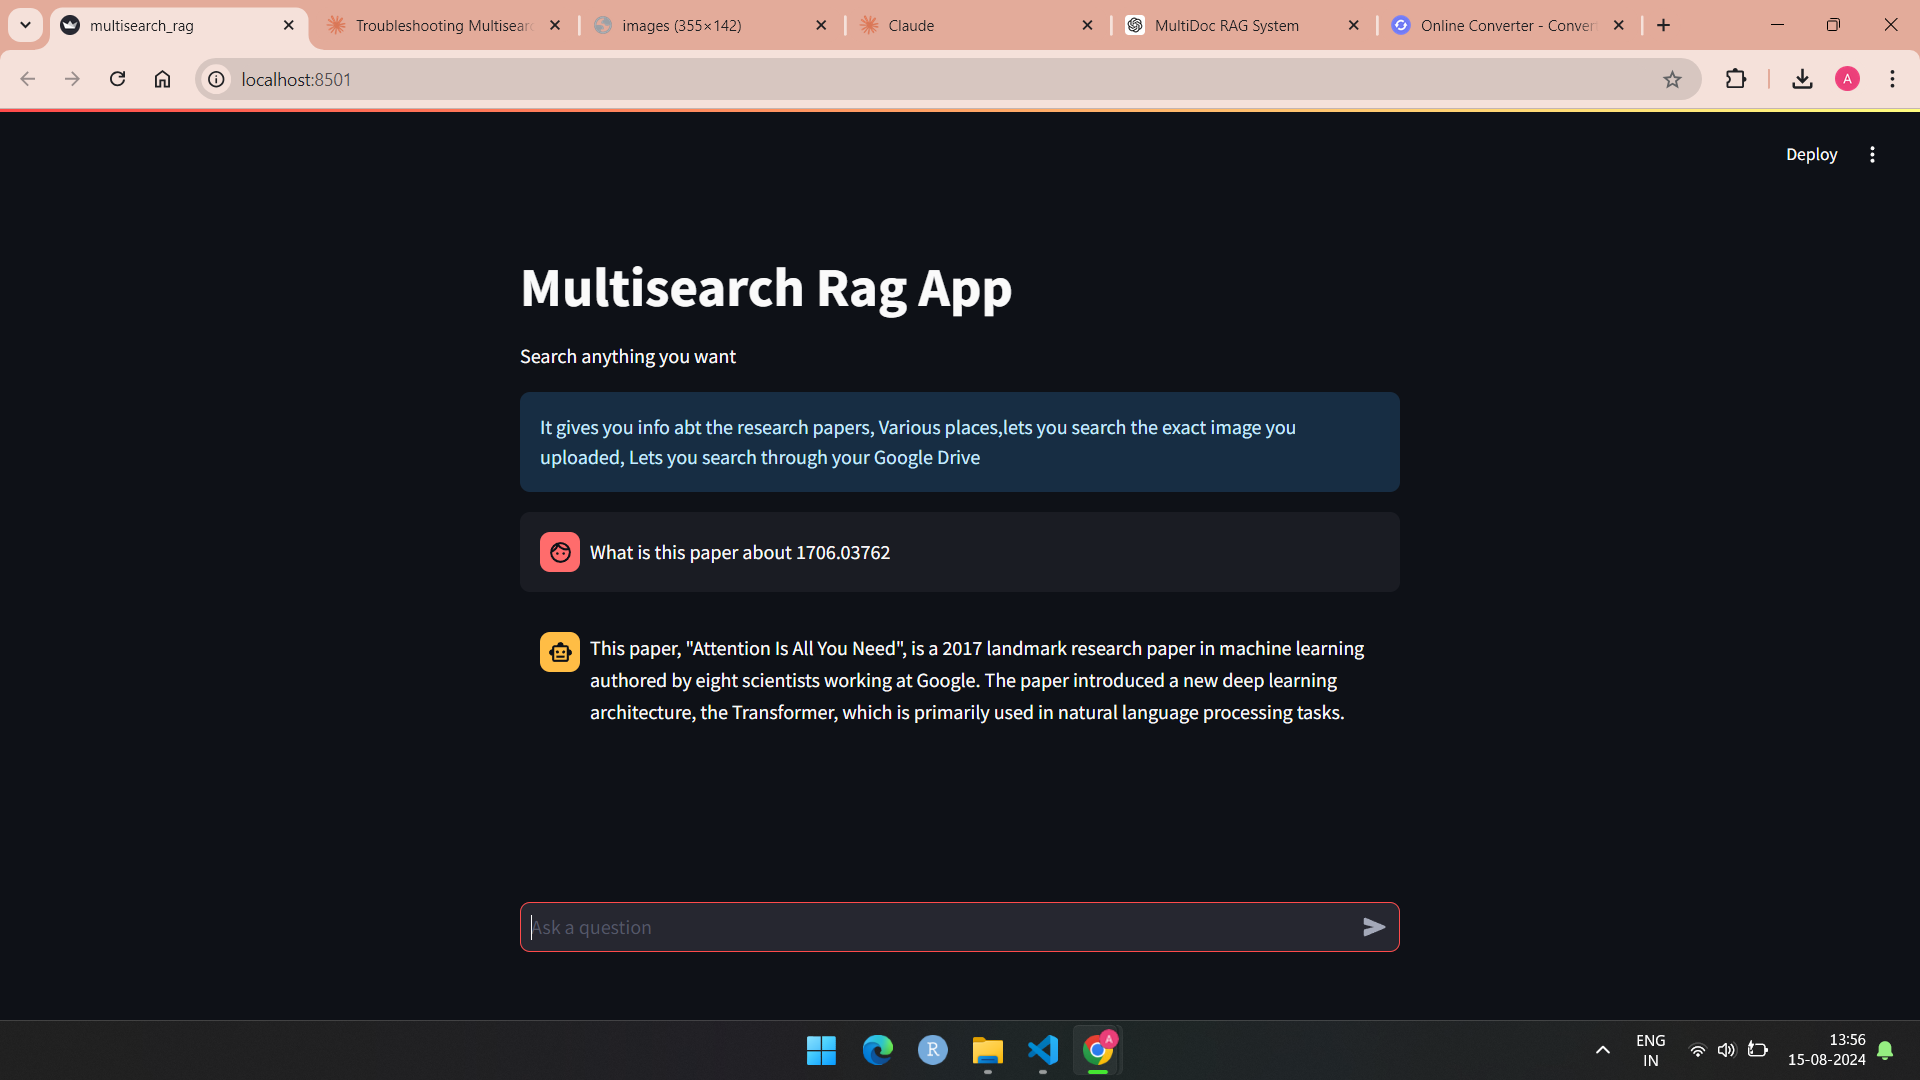 multisearch_rag
Troubleshooting Multisear
images (355×142)
Claude
MultiDoc RAG System
Online Converter - Conver
localhost:8501
A
Deploy
Multisearch Rag App
Search anything you want
It gives you info abt the research papers, Various places,lets you search the exact image you
uploaded, Lets you search through your Google Drive
What is this paper about 1706.03762
This paper, "Attention Is All You Need", is a 2017 landmark research paper in machine learning
authored by eight scientists working at Google. The paper introduced a new deep learning
architecture, the Transformer, which is primarily used in natural language processing tasks.
Ask a question
R
A
ENG
IN
13:56
15-08-2024